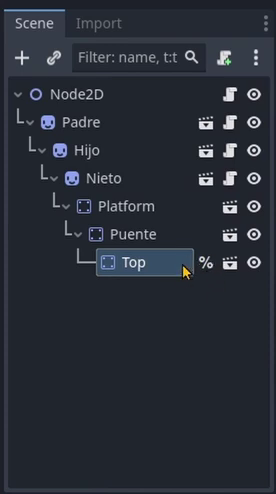 Scene Import
Filter: name, t:t
Node2D
Padre
Hijo
Nieto
Platform
Puente
Top %